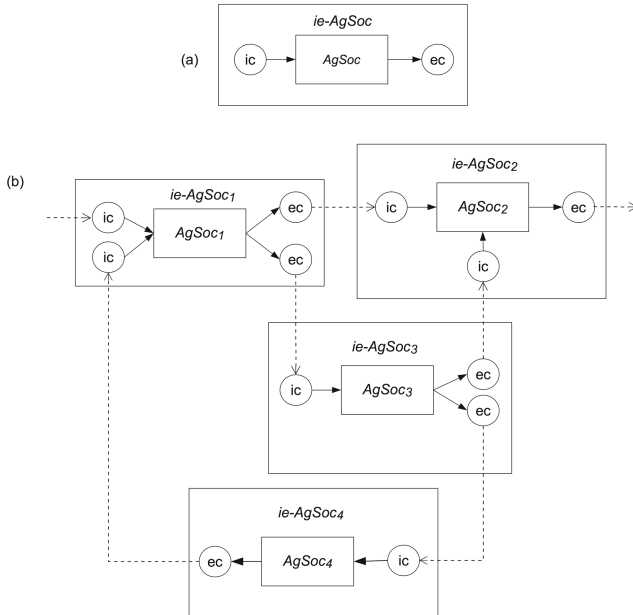 ie-AgSoc
(a)
ic
AgSoc
ec
(b)
ie-AgSoc1
ic
ic
AgSoc1
ec
ec
ie-AgSoc2
ic
AgSoc2
ec
ic
ie-AgSoc3
ic
AgSoc3
ec
ec
ie-AgSoc4
ec
AgSoc4
ic